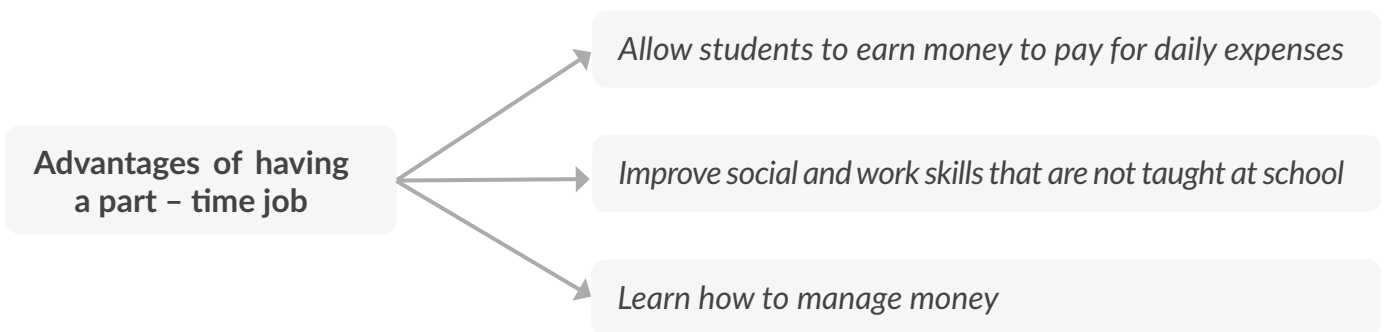 Advantages of having
a part – time job
Allow students to earn money to pay for daily expenses
Improve social and work skills that are not taught at school
Learn how to manage money